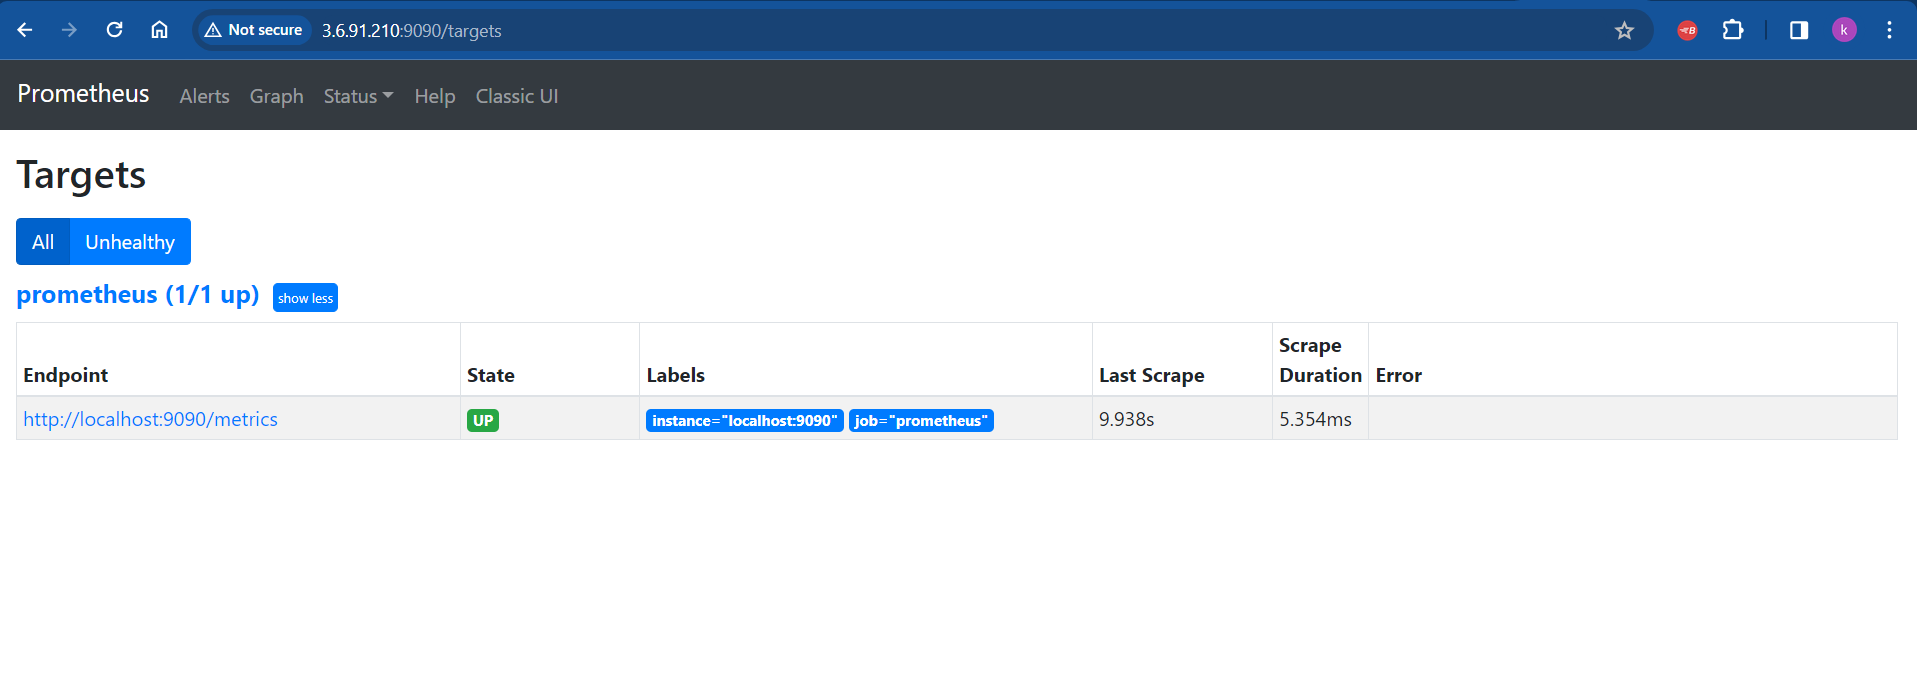 Not secure 3.6.91.210:9090/targets
B
k
Prometheus Alerts Graph Status Help Classic UI
Targets
All Unhealthy
prometheus (1/1 up) show less
Endpoint State Labels Last Scrape Scrape Duration Error
http://localhost:9090/metrics UP instance="localhost:9090" job="prometheus" 9.938s 5.354ms